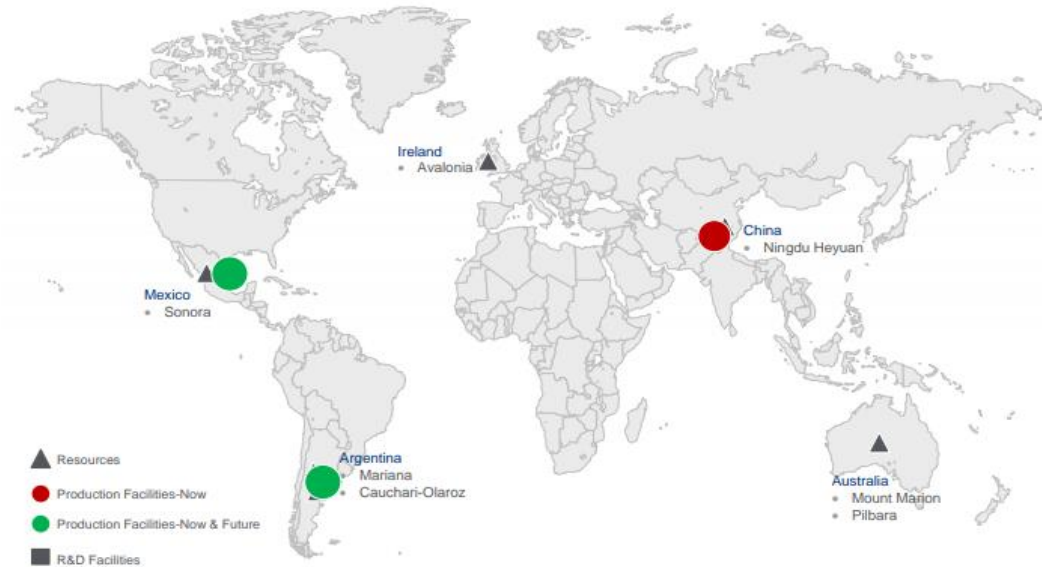 Ireland
• Avalonia
China
• Ningdu Heyuan
Mexico
• Sonora
Argentina
• Mariana
• Cauchari-Olaroz
Australia
• Mount Marion
• Pilbara
Resources
Production Facilities-Now
Production Facilities-Now & Future
R&D Facilities